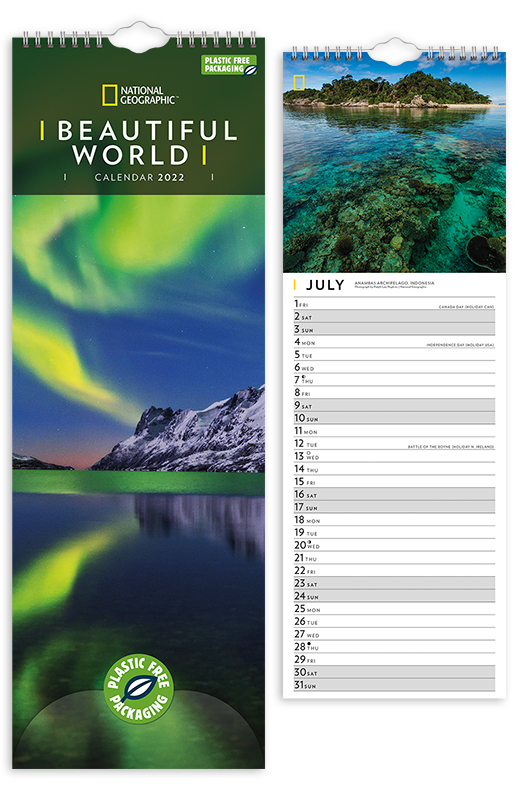 PLASTIC FREE
PACKAGING
NATIONAL
GEOGRAPHIC™
BEAUTIFUL
WORLD
CALENDAR 2022
PLASTIC FREE
PACKAGING
JULY
ANAMBAS ARCHIPELAGO, INDONESIA
1 FRI CANADA DAY (HOLIDAY CAN)
2 SAT
3 SUN
4 MON INDEPENDENCE DAY (HOLIDAY USA)
5 TUE
6 WED
7 THU
8 FRI
9 SAT
10 SUN
11 MON
12 TUE BATTLE OF THE BOYNE (HOLIDAY N. IRELAND)
13 WED
14 THU
15 FRI
16 SAT
17 SUN
18 MON
19 TUE
20 WED
21 THU
22 FRI
23 SAT
24 SUN
25 MON
26 TUE
27 WED
28 THU
29 FRI
30 SAT
31 SUN